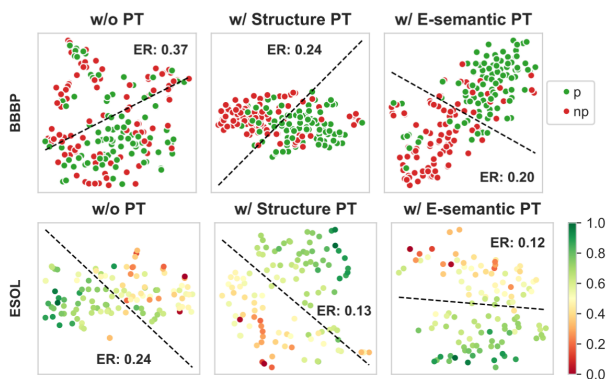 w/o PT
w/ Structure PT
w/ E-semantic PT
BBBP
ER: 0.37
ER: 0.24
ER: 0.20
p
np
w/o PT
w/ Structure PT
w/ E-semantic PT
ESOL
ER: 0.24
ER: 0.13
ER: 0.12
1.0
0.8
0.6
0.4
0.2
0.0